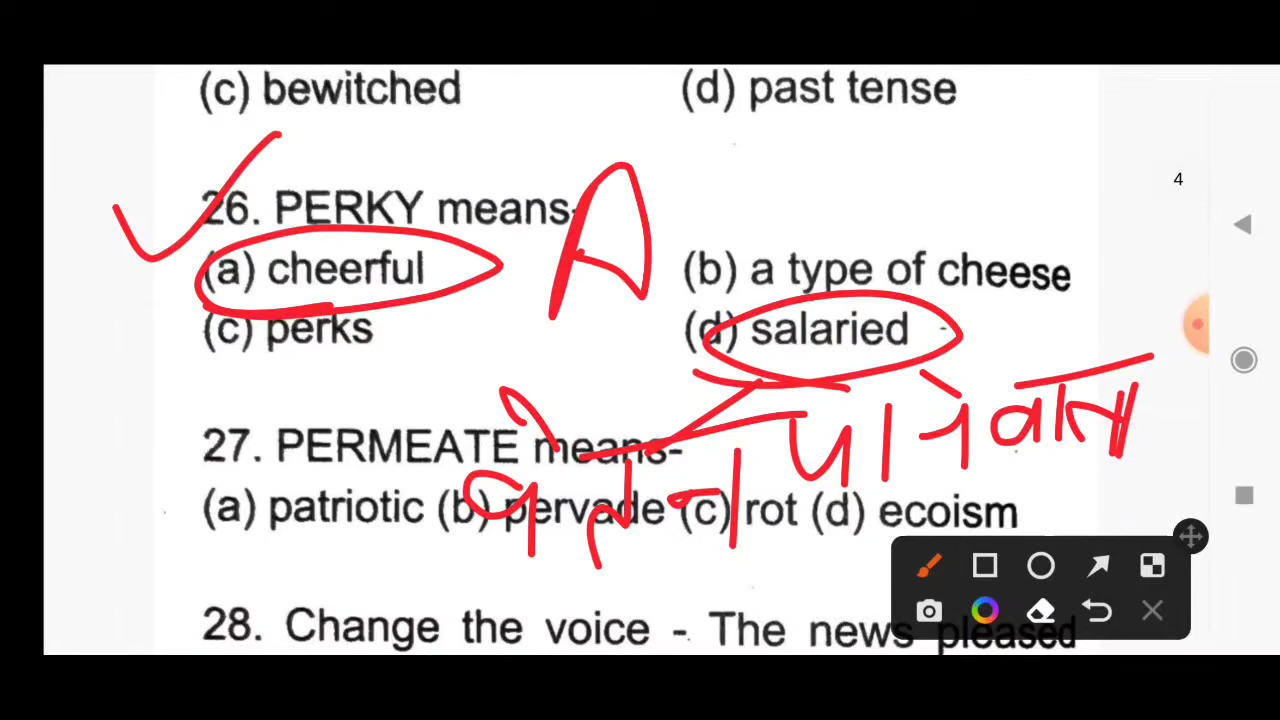 (c) bewitched (d) past tense
4
26. PERKY means- A
(a) cheerful (b) a type of cheese
(c) perks (d) salaried
वेतन पाने वाला
27. PERMEATE means-
(a) patriotic (b) pervade (c) rot (d) ecoism
28. Change the voice - The news pleased